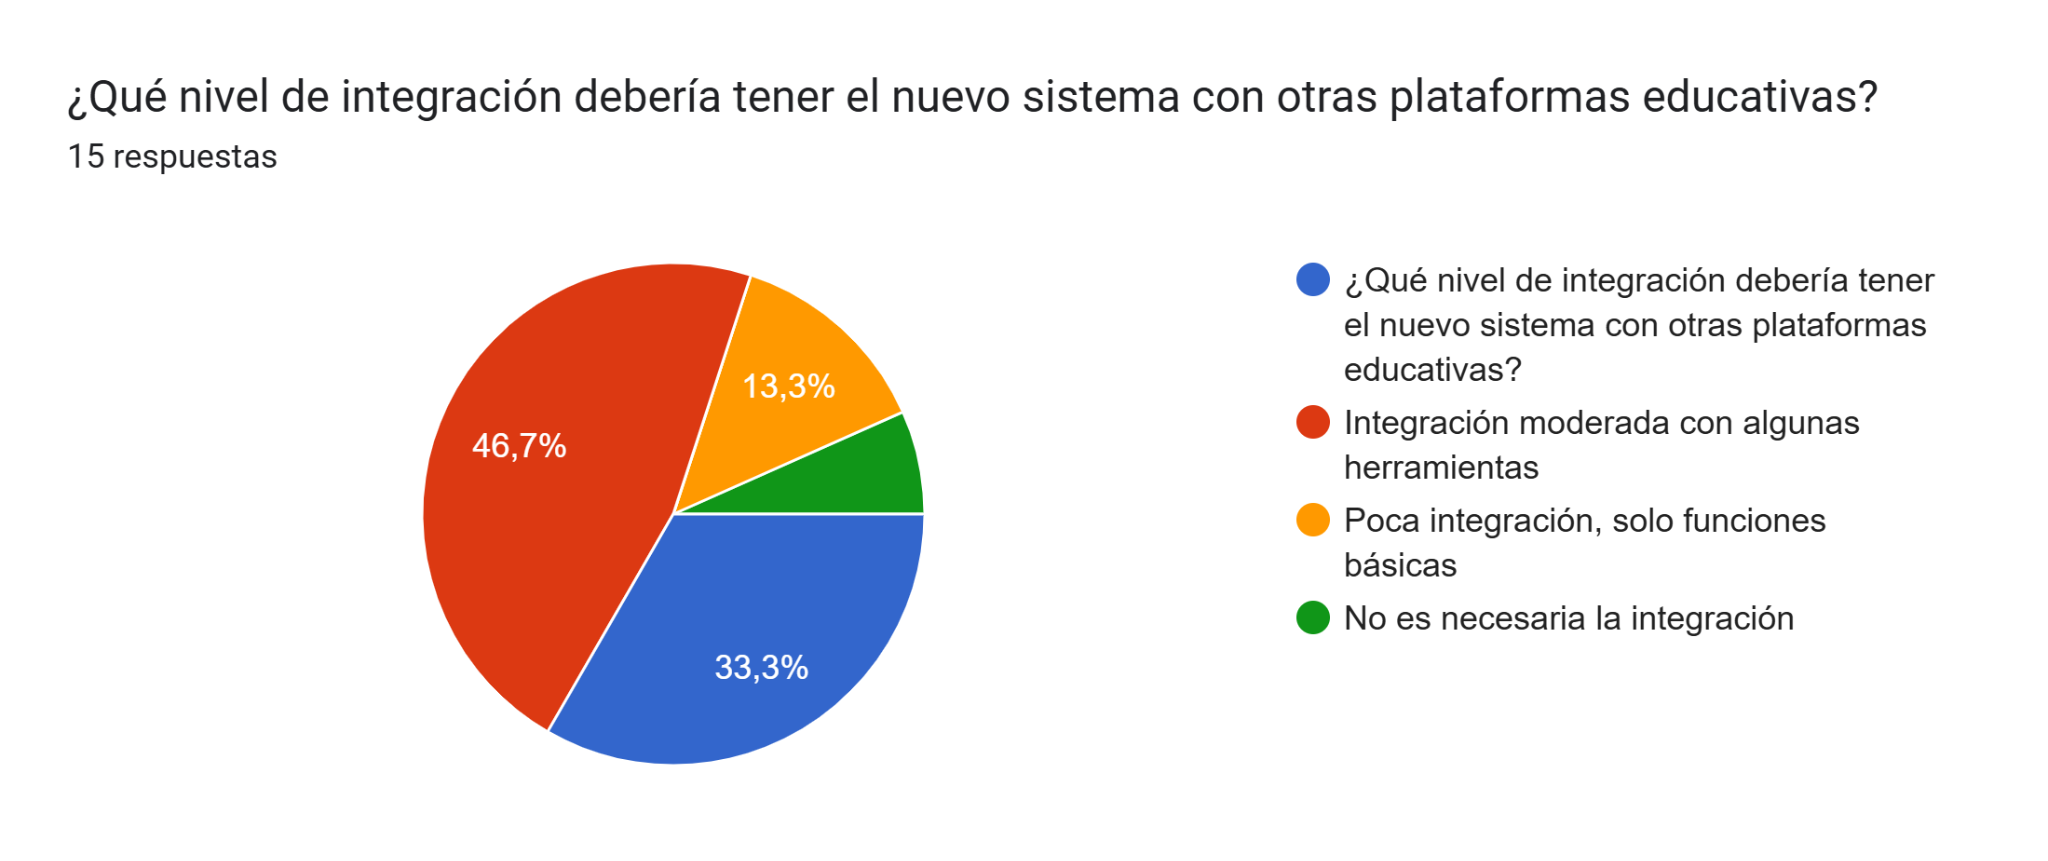 ¿Qué nivel de integración debería tener el nuevo sistema con otras plataformas educativas?
15 respuestas
46,7%
13,3%
33,3%
¿Qué nivel de integración debería tener
el nuevo sistema con otras plataformas
educativas?
Integración moderada con algunas
herramientas
Poca integración, solo funciones
básicas
No es necesaria la integración